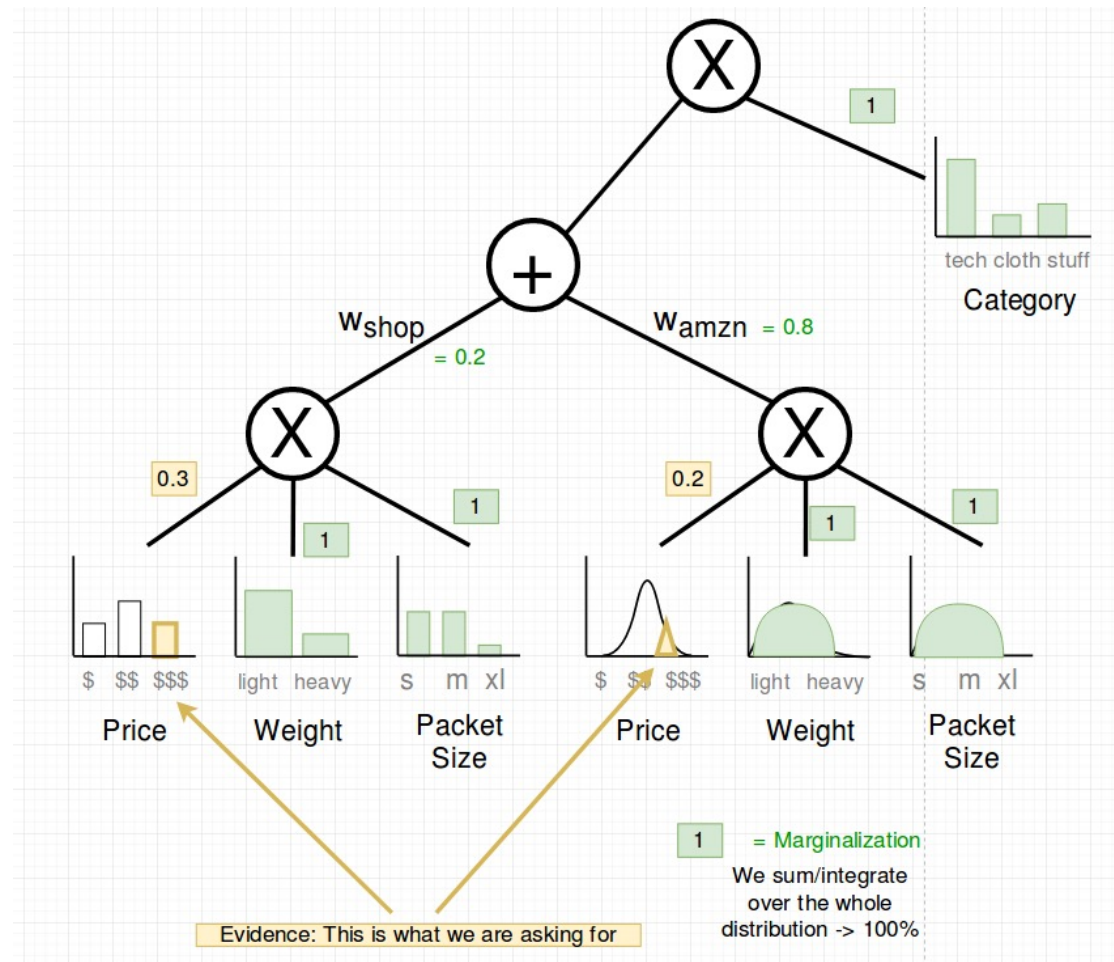 X
1
tech cloth stuff
Category
+
wshop
= 0.2
wamzn = 0.8
X
X
0.3
1
1
0.2
1
1
$ $$ $$$
light heavy
s m xl
$ $$ $$$
light heavy
s m xl
Price
Weight
Packet
Size
Price
Weight
Packet
Size
1 = Marginalization
We sum/integrate
over the whole
distribution -> 100%
Evidence: This is what we are asking for